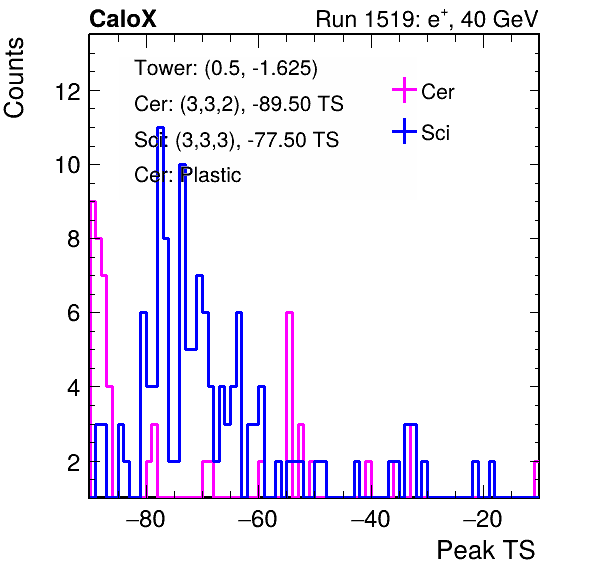 CaloX Run 1519: e⁺, 40 GeV
Counts
Tower: (0.5, -1.625)
Cer: (3,3,2), -89.50 TS
Sci: (3,3,3), -77.50 TS
Cer: Plastic
Cer
Sci
12
10
8
6
4
2
−80 −60 −40 −20
Peak TS